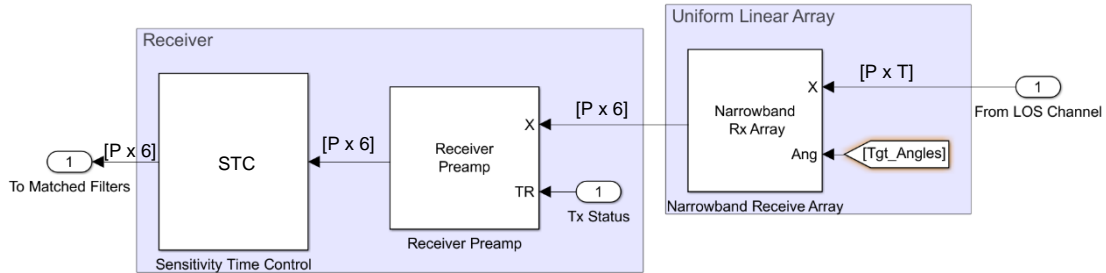 Uniform Linear Array
Receiver
[P x T]
X
1
From LOS Channel
Narrowband
Rx Array
Ang
[Tgt_Angles]
Narrowband Receive Array
[P x 6]
X
Receiver
Preamp
TR
1
Tx Status
Receiver Preamp
[P x 6]
STC
Sensitivity Time Control
[P x 6]
1
To Matched Filters